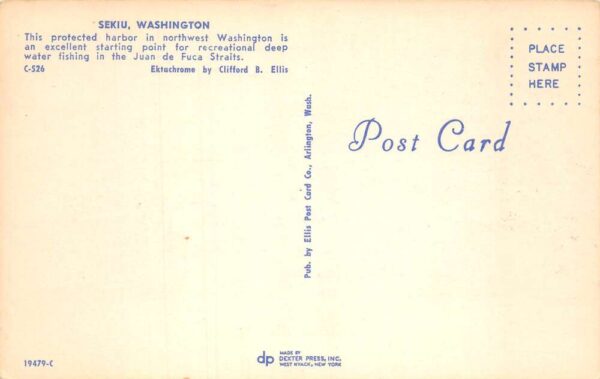 SEKIU, WASHINGTON
This protected harbor in northwest Washington is
an excellent starting point for recreational deep
water fishing in the Juan de Fuca Straits.
C-526 Ektachrome by Clifford B. Ellis
PLACE
STAMP
HERE
Post Card
Pub. by Ellis Post Card Co., Arlington, Wash.
19479-C
dp
MADE BY
DEXTER PRESS, INC.
WEST NYACK, NEW YORK